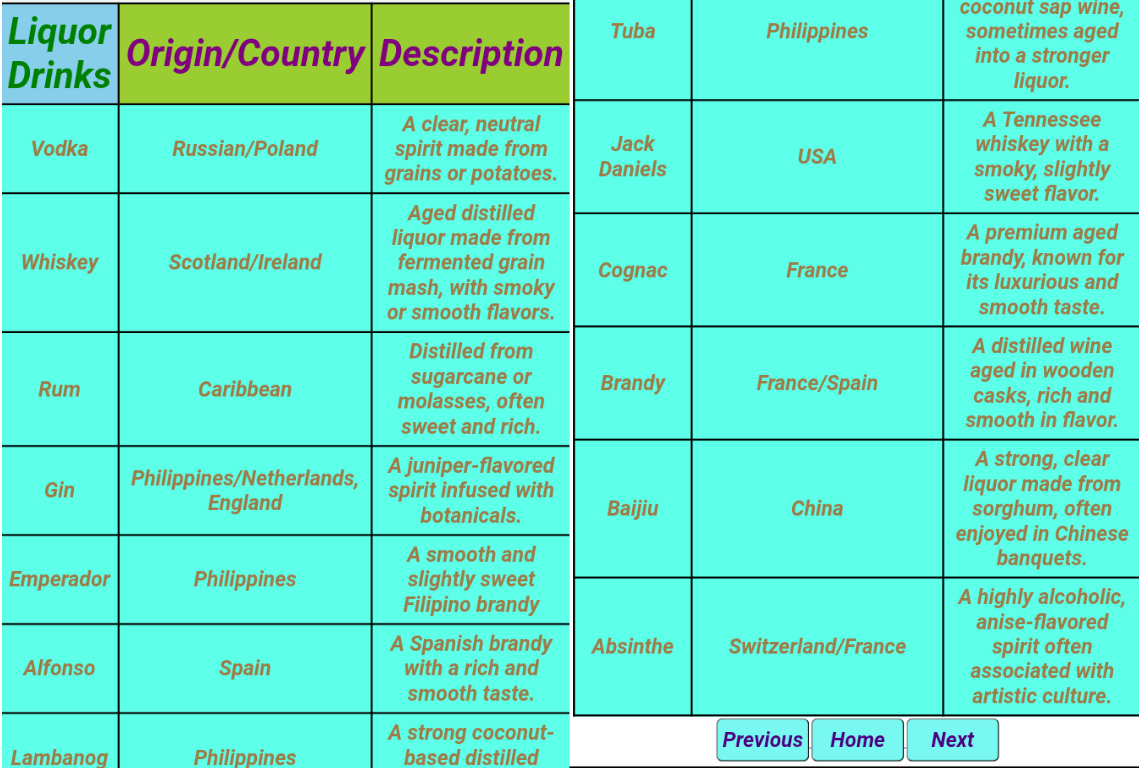 Liquor
Drinks
Origin/Country
Description
Vodka
Russian/Poland
A clear, neutral
spirit made from
grains or potatoes.
Whiskey
Scotland/Ireland
Aged distilled
liquor made from
fermented grain
mash, with smoky
or smooth flavors.
Rum
Caribbean
Distilled from
sugarcane or
molasses, often
sweet and rich.
Gin
Philippines/Netherlands,
England
A juniper-flavored
spirit infused with
botanicals.
Emperador
Philippines
A smooth and
slightly sweet
Filipino brandy
Alfonso
Spain
A Spanish brandy
with a rich and
smooth taste.
Lambanog
Philippines
A strong coconut-
based distilled
Tuba
Philippines
coconut sap wine,
sometimes aged
into a stronger
liquor.
Jack
Daniels
USA
A Tennessee
whiskey with a
smoky, slightly
sweet flavor.
Cognac
France
A premium aged
brandy, known for
its luxurious and
smooth taste.
Brandy
France/Spain
A distilled wine
aged in wooden
casks, rich and
smooth in flavor.
Baijiu
China
A strong, clear
liquor made from
sorghum, often
enjoyed in Chinese
banquets.
Absinthe
Switzerland/France
A highly alcoholic,
anise-flavored
spirit often
associated with
artistic culture.
Previous
Home
Next